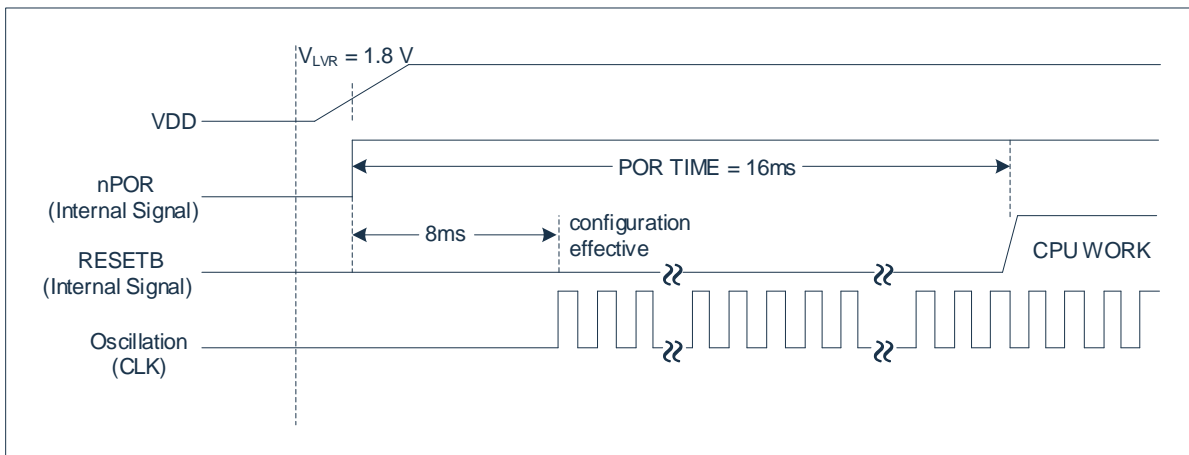 VLVR = 1.8 V
VDD
POR TIME = 16ms
nPOR
(Internal Signal)
8ms
configuration
effective
RESETB
(Internal Signal)
CPU WORK
Oscillation
(CLK)